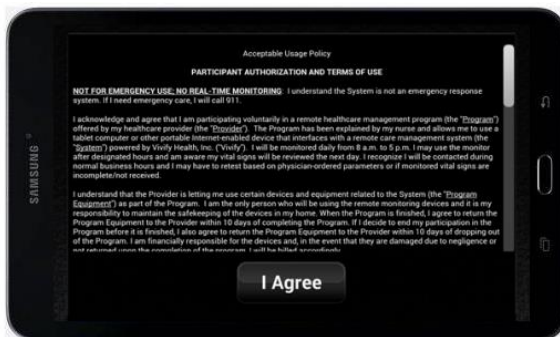 Acceptable Usage Policy
PARTICIPANT AUTHORIZATION AND TERMS OF USE
NOT FOR EMERGENCY USE; NO REAL-TIME MONITORING: I understand the System is not an emergency response
system. If I need emergency care, I will call 911.
I acknowledge and agree that I am participating voluntarily in a remote healthcare management program (the "Program")
offered by my healthcare provider (the "Provider"). The Program has been explained by my nurse and allows me to use a
tablet computer or other portable Internet-enabled device that interfaces with a remote care management system (the
"System") powered by Vivify Health, Inc. ("Vivify"). I will be monitored daily from 8 a.m. to 5 p.m. I may use the monitor
after designated hours and am aware my vital signs will be reviewed the next day. I recognize I will be contacted during
normal business hours and I may have to retest based on physician-ordered parameters or if monitored vital signs are
incomplete/not received.
I understand that the Provider is letting me use certain devices and equipment related to the System (the "Program
Equipment") as part of the Program. I am the only person who will be using the remote monitoring devices and it is my
responsibility to maintain the safekeeping of the devices in my home. When the Program is finished, I agree to return the
Program Equipment to the Provider within 10 days of completing the Program. If I decide to end my participation in the
Program before it is finished, I also agree to return the Program Equipment to the Provider within 10 days of dropping out
of the Program. I am financially responsible for the devices and, in the event that they are damaged due to negligence or
not returned upon the completion of the program, I will be billed accordingly.
I Agree
SAMSUNG